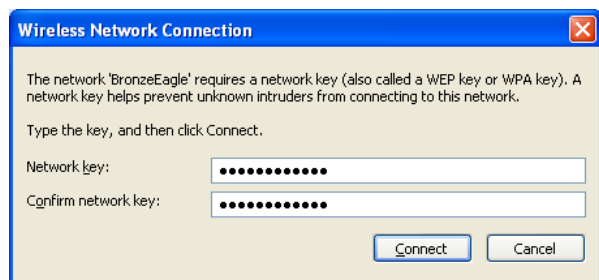 Wireless Network Connection
The network 'BronzeEagle' requires a network key (also called a WEP key or WPA key). A
network key helps prevent unknown intruders from connecting to this network.
Type the key, and then click Connect.
Network key: ●●●●●●●●●●●●
Confirm network key: ●●●●●●●●●●●●
Connect Cancel